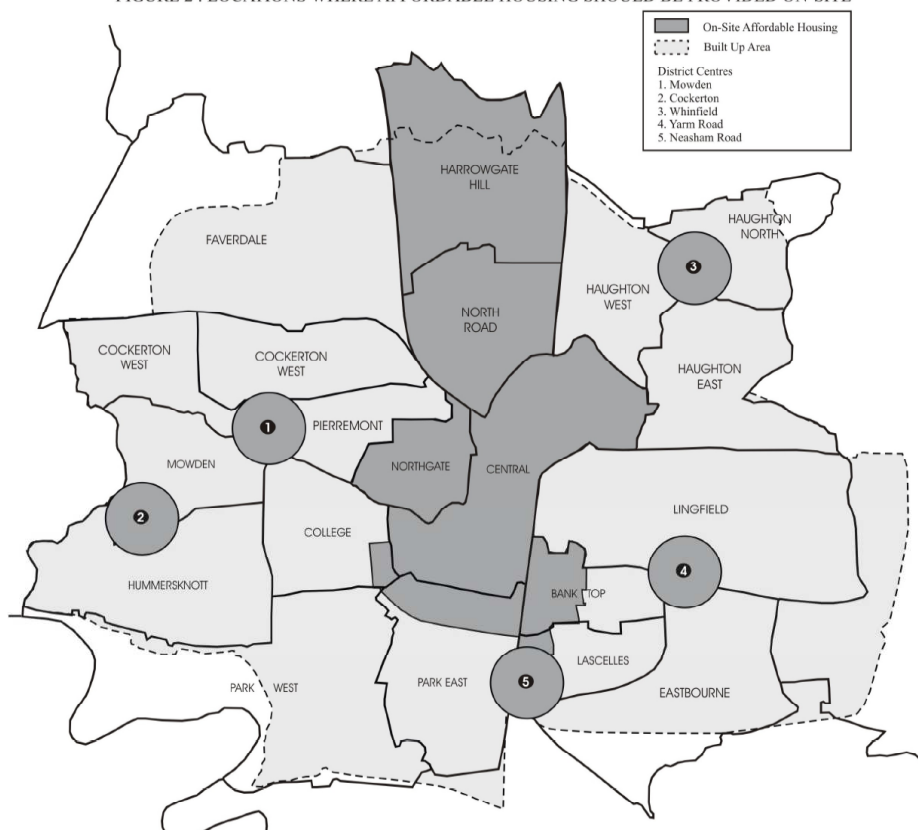 FIGURE 2 : LOCATIONS WHERE AFFORDABLE HOUSING SHOULD BE PROVIDED ON-SITE
On-Site Affordable Housing
Built Up Area
District Centres
1. Mowden
2. Cockerton
3. Whinfield
4. Yarm Road
5. Neasham Road
HARROWGATE
HILL
HAUGHTON
NORTH
FAVERDALE
3
HAUGHTON
WEST
NORTH
ROAD
COCKERTON
WEST
COCKERTON
WEST
HAUGHTON
EAST
1
PIERREMONT
MOWDEN
NORTHGATE
CENTRAL
2
LINGFIELD
COLLEGE
4
HUMMERSKNOTT
BANK TOP
LASCELLES
PARK WEST
PARK EAST
5
EASTBOURNE